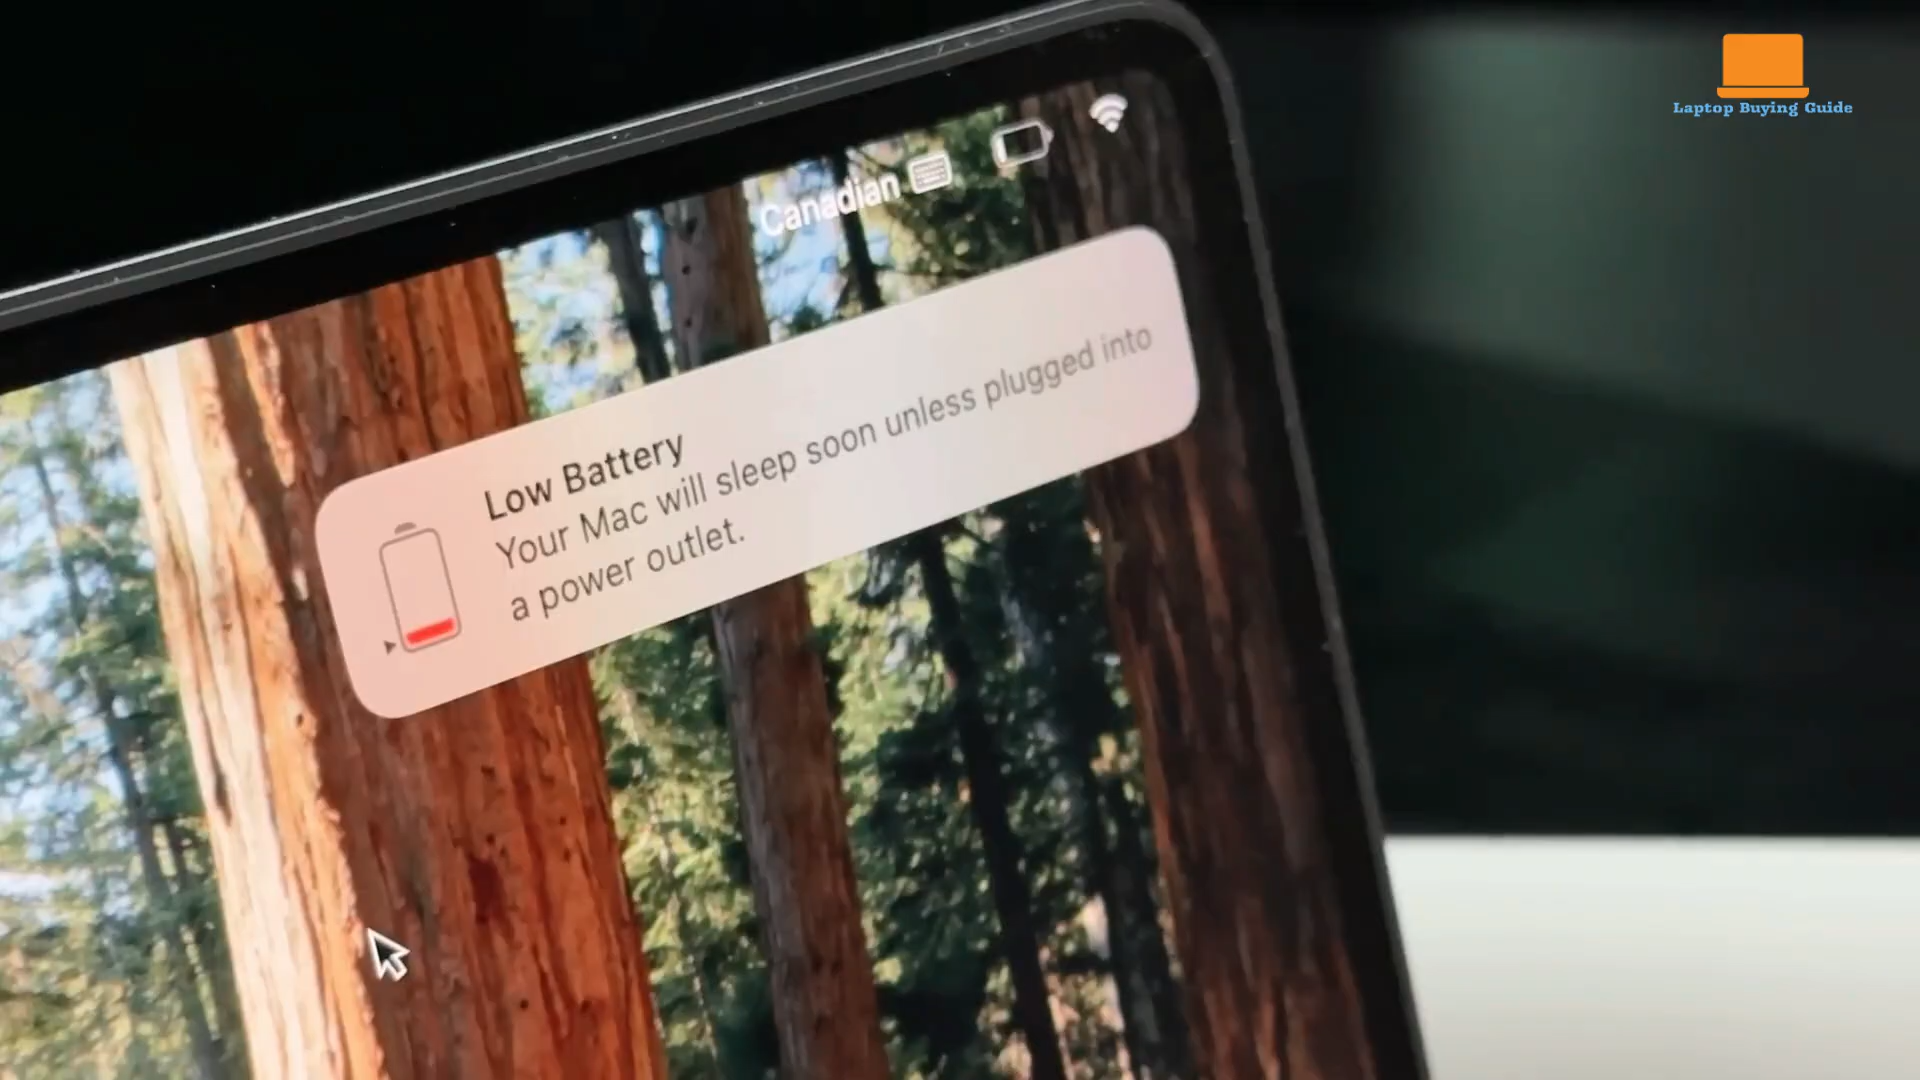 Laptop Buying Guide
Canadian
Low Battery
Your Mac will sleep soon unless plugged into
a power outlet.